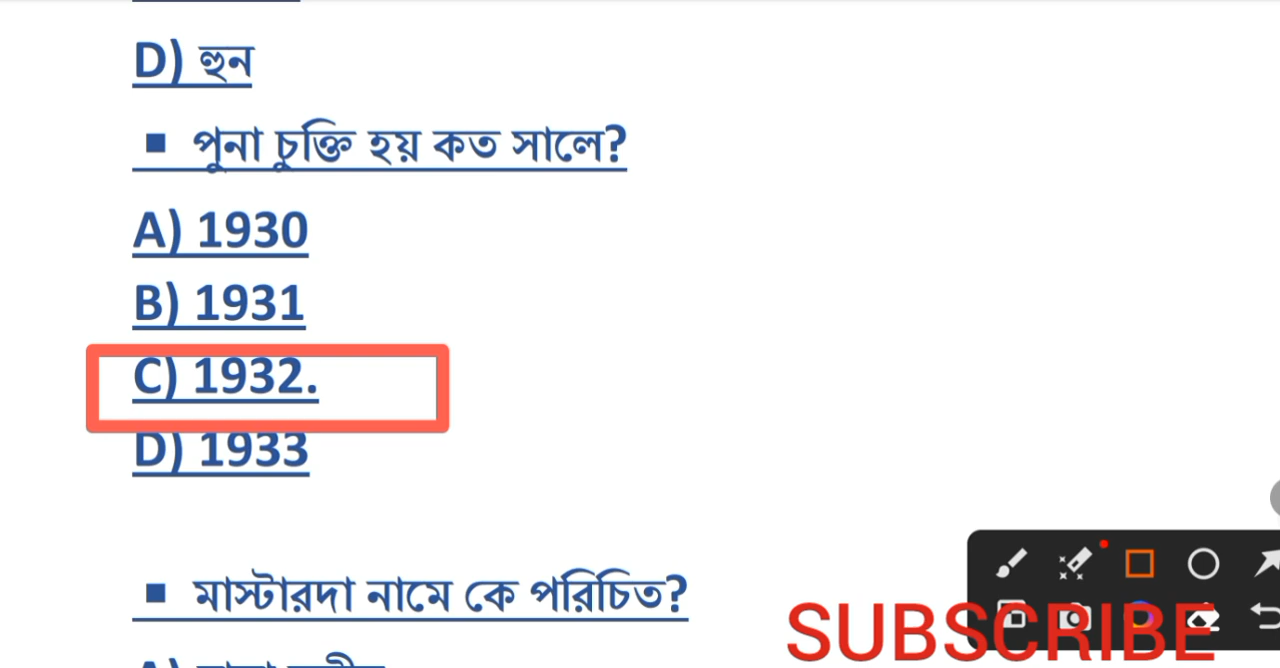 D) হুন
▪ পুনা চুক্তি হয় কত সালে?
A) 1930
B) 1931
C) 1932.
D) 1933
▪ মাস্টারদা নামে কে পরিচিত?
SUBSCRIBE